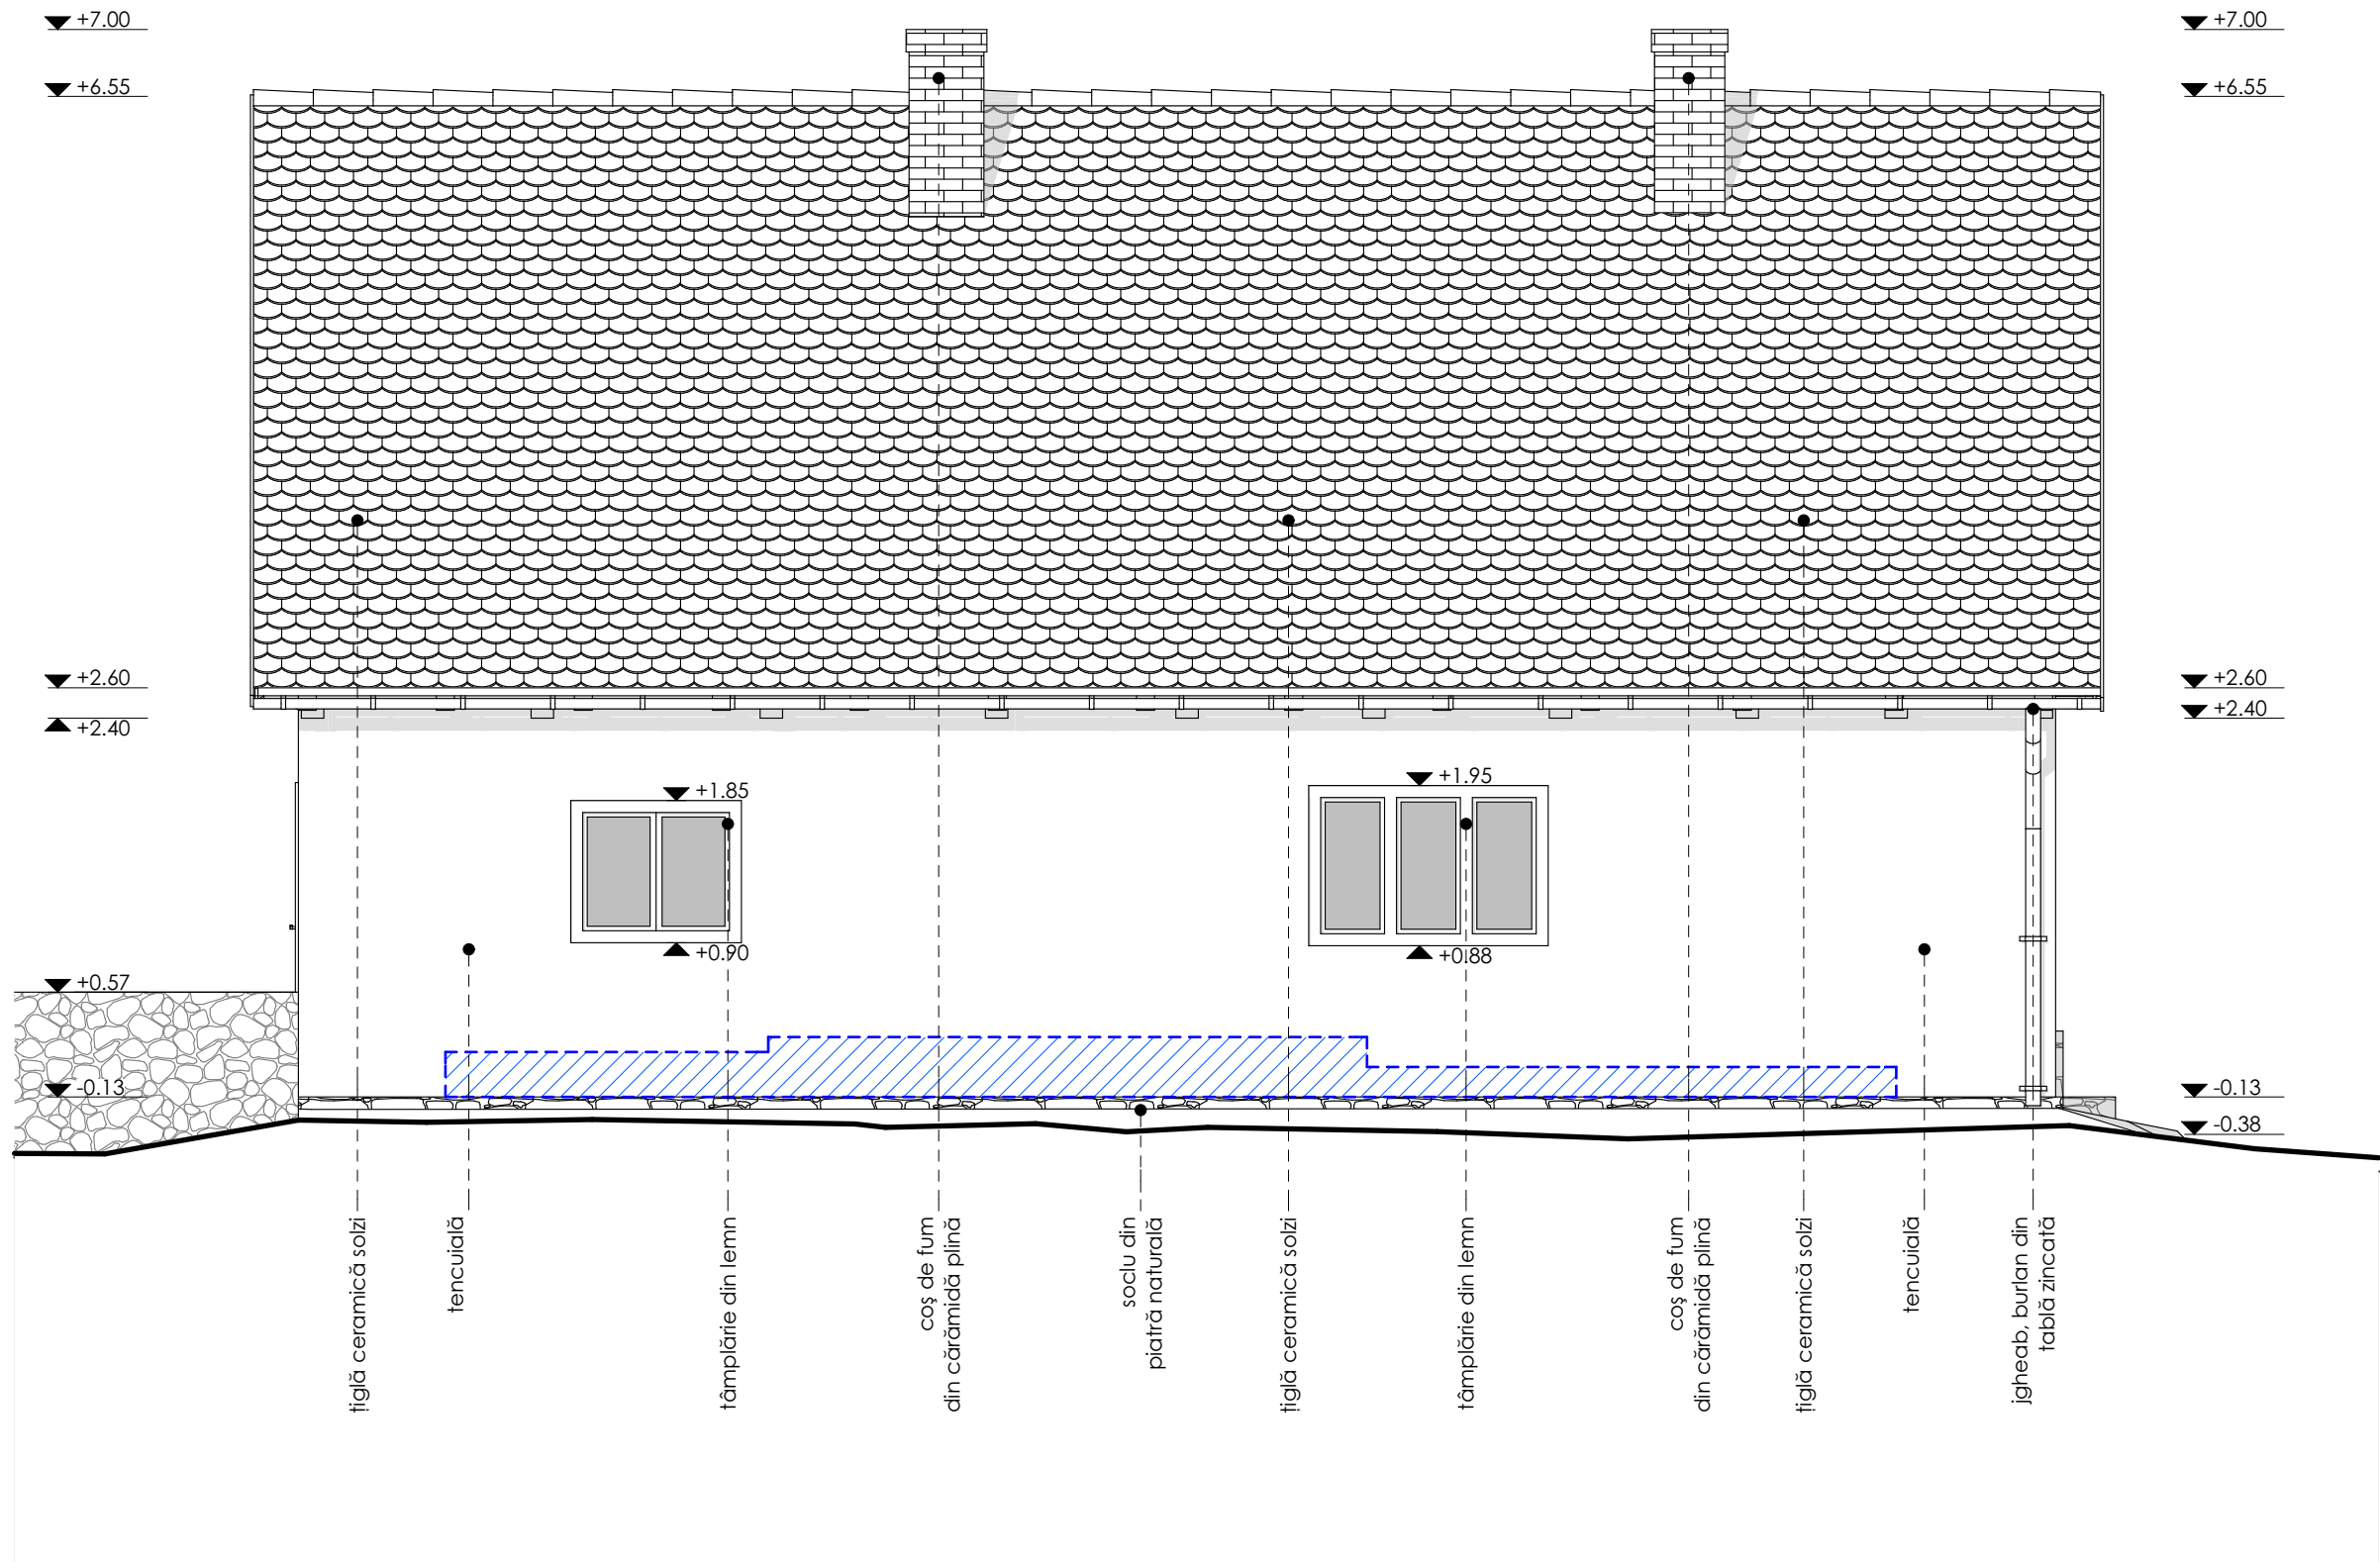 +7.00
+7.00
+6.55
+6.55
+2.60
+2.60
+2.40
+2.40
+1.85
+1.95
+0.90
+0.88
+0.57
-0.13
-0.13
-0.38
țiglă ceramică solzi
tencuială
tâmplărie din lemn
coş de fum
din cărămidă plină
soclu din
piatră naturală
țiglă ceramică solzi
tâmplărie din lemn
coş de fum
din cărămidă plină
țiglă ceramică solzi
tencuială
jgheab, burlan din
tablă zincată